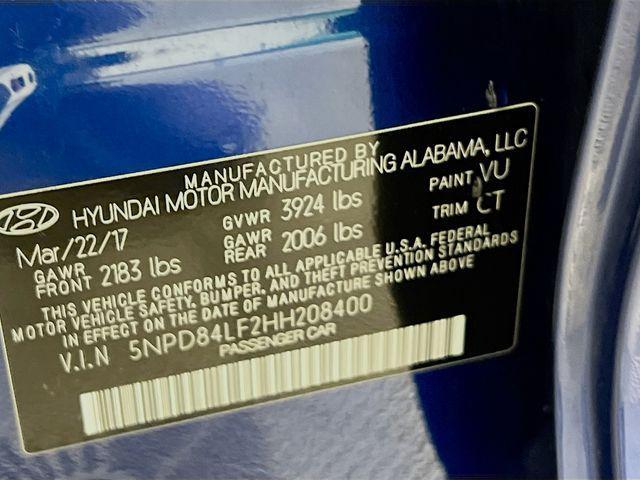 MANUFACTURED BY
HYUNDAI MOTOR MANUFACTURING ALABAMA, LLC
Mar/22/17 GVWR 3924 lbs PAINT VU
GAWR FRONT 2183 lbs GAWR REAR 2006 lbs TRIM CT
THIS VEHICLE CONFORMS TO ALL APPLICABLE U.S.A. FEDERAL
MOTOR VEHICLE SAFETY, BUMPER, AND THEFT PREVENTION STANDARDS
IN EFFECT ON THE DATE OF MANUFACTURE SHOWN ABOVE
V.I.N 5NPD84LF2HH208400
PASSENGER CAR